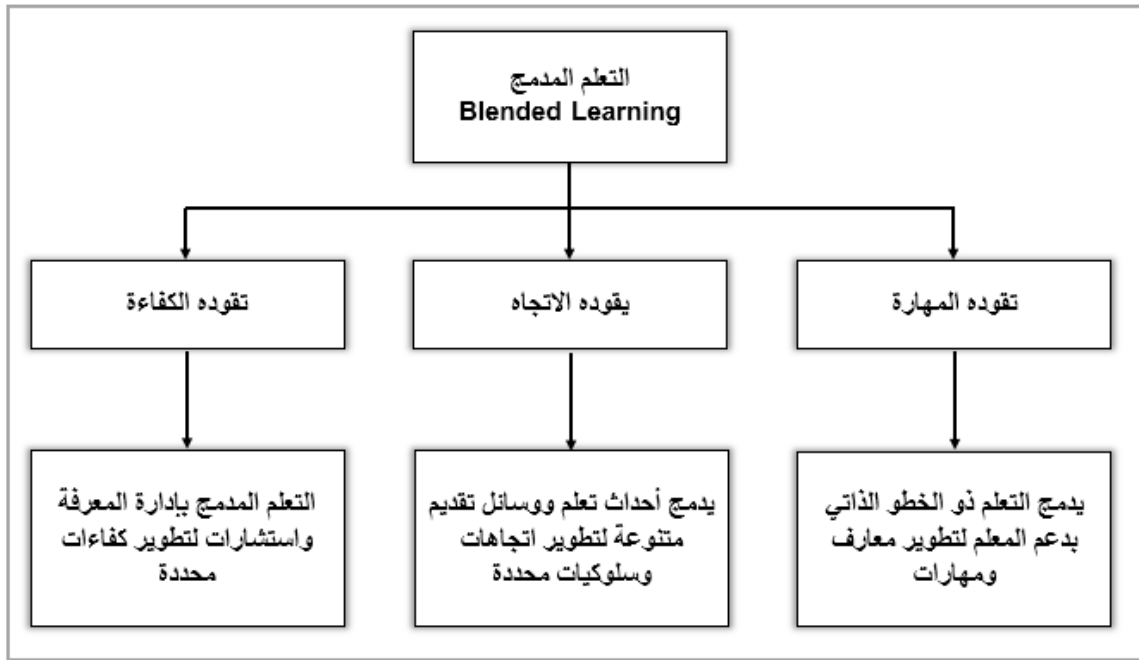 التعلم المدمج
Blended Learning
تقوده المهارة
يقوده الاتجاه
تقوده الكفاءة
يدمج التعلم ذو الخطو الذاتي
بدعم المعلم لتطوير معارف
ومهارات
يدمج أحداث تعلم ووسائل تقديم
متنوعة لتطوير اتجاهات
وسلوكيات محددة
التعلم المدمج بإدارة المعرفة
واستشارات لتطوير كفاءات
محددة